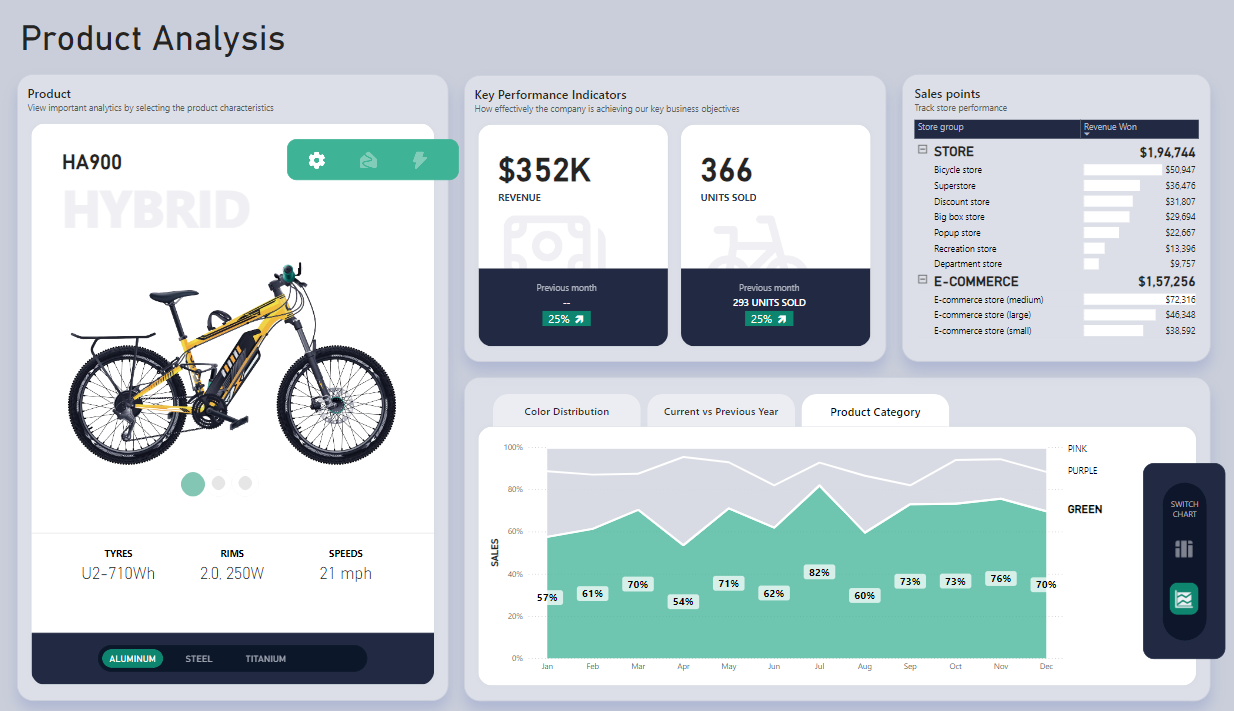 Product Analysis
Product
View important analytics by selecting the product characteristics
HA900
HYBRID
TYRES
RIMS
SPEEDS
U2-710Wh
2.0, 250W
21 mph
ALUMINUM
STEEL
TITANIUM
Key Performance Indicators
How effectively the company is achieving our key business objectives
$352K
REVENUE
Previous month
--
25%
366
UNITS SOLD
Previous month
293 UNITS SOLD
25%
Sales points
Track store performance
Store group Revenue Won
STORE $1,94,744
Bicycle store $50,947
Superstore $36,476
Discount store $31,807
Big box store $29,694
Popup store $22,667
Recreation store $13,396
Department store $9,757
E-COMMERCE $1,57,256
E-commerce store (medium) $72,316
E-commerce store (large) $46,348
E-commerce store (small) $38,592
Color Distribution
Current vs Previous Year
Product Category
SALES
100%
80%
60%
40%
20%
0%
57%
61%
70%
54%
71%
62%
82%
60%
73%
73%
76%
70%
Jan Feb Mar Apr May Jun Jul Aug Sep Oct Nov Dec
PINK
PURPLE
GREEN
SWITCH
CHART